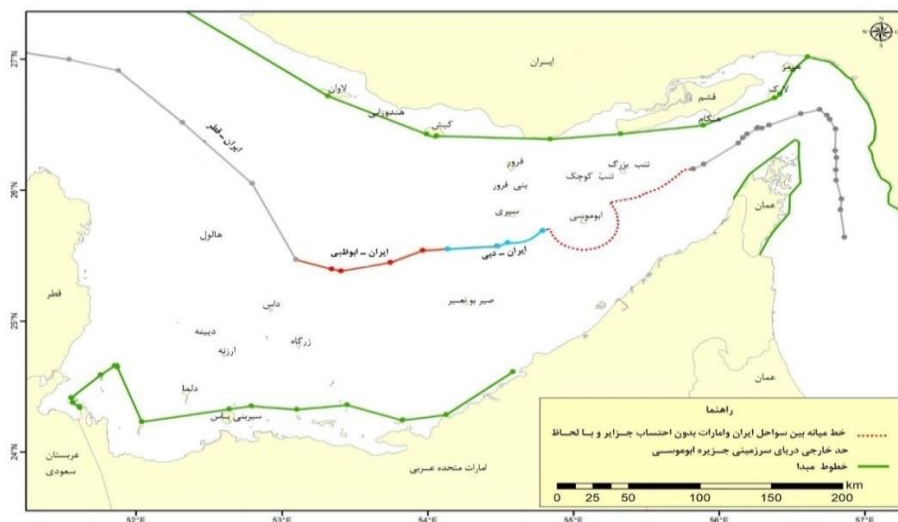 ایران
هرمز
لارک
قشم
هنگام
لاوان
هندورابی
کیش
فرور
تنب بزرگ
تنب کوچک
بنی فرور
سیری
ابوموسی
عمان
ایران-قطر
هالول
ایران-ابوظبی
ایران-دبی
قطر
داس
صیر بونعیر
دیینه
ارزنه
زرگاه
دلما
سیربنی یاس
عربستان
سعودی
امارات متحده عربی
عمان
27°N
26°N
25°N
24°N
52°E
53°E
54°E
55°E
56°E
57°E
N
راهنما
خط میانه بین سواحل ایران وامارات بدون احتساب جزایر و با لحاظ
حد خارجی دریای سرزمینی جزیره ابوموسی
خطوط مبدا
0 25 50 100 150 200 km